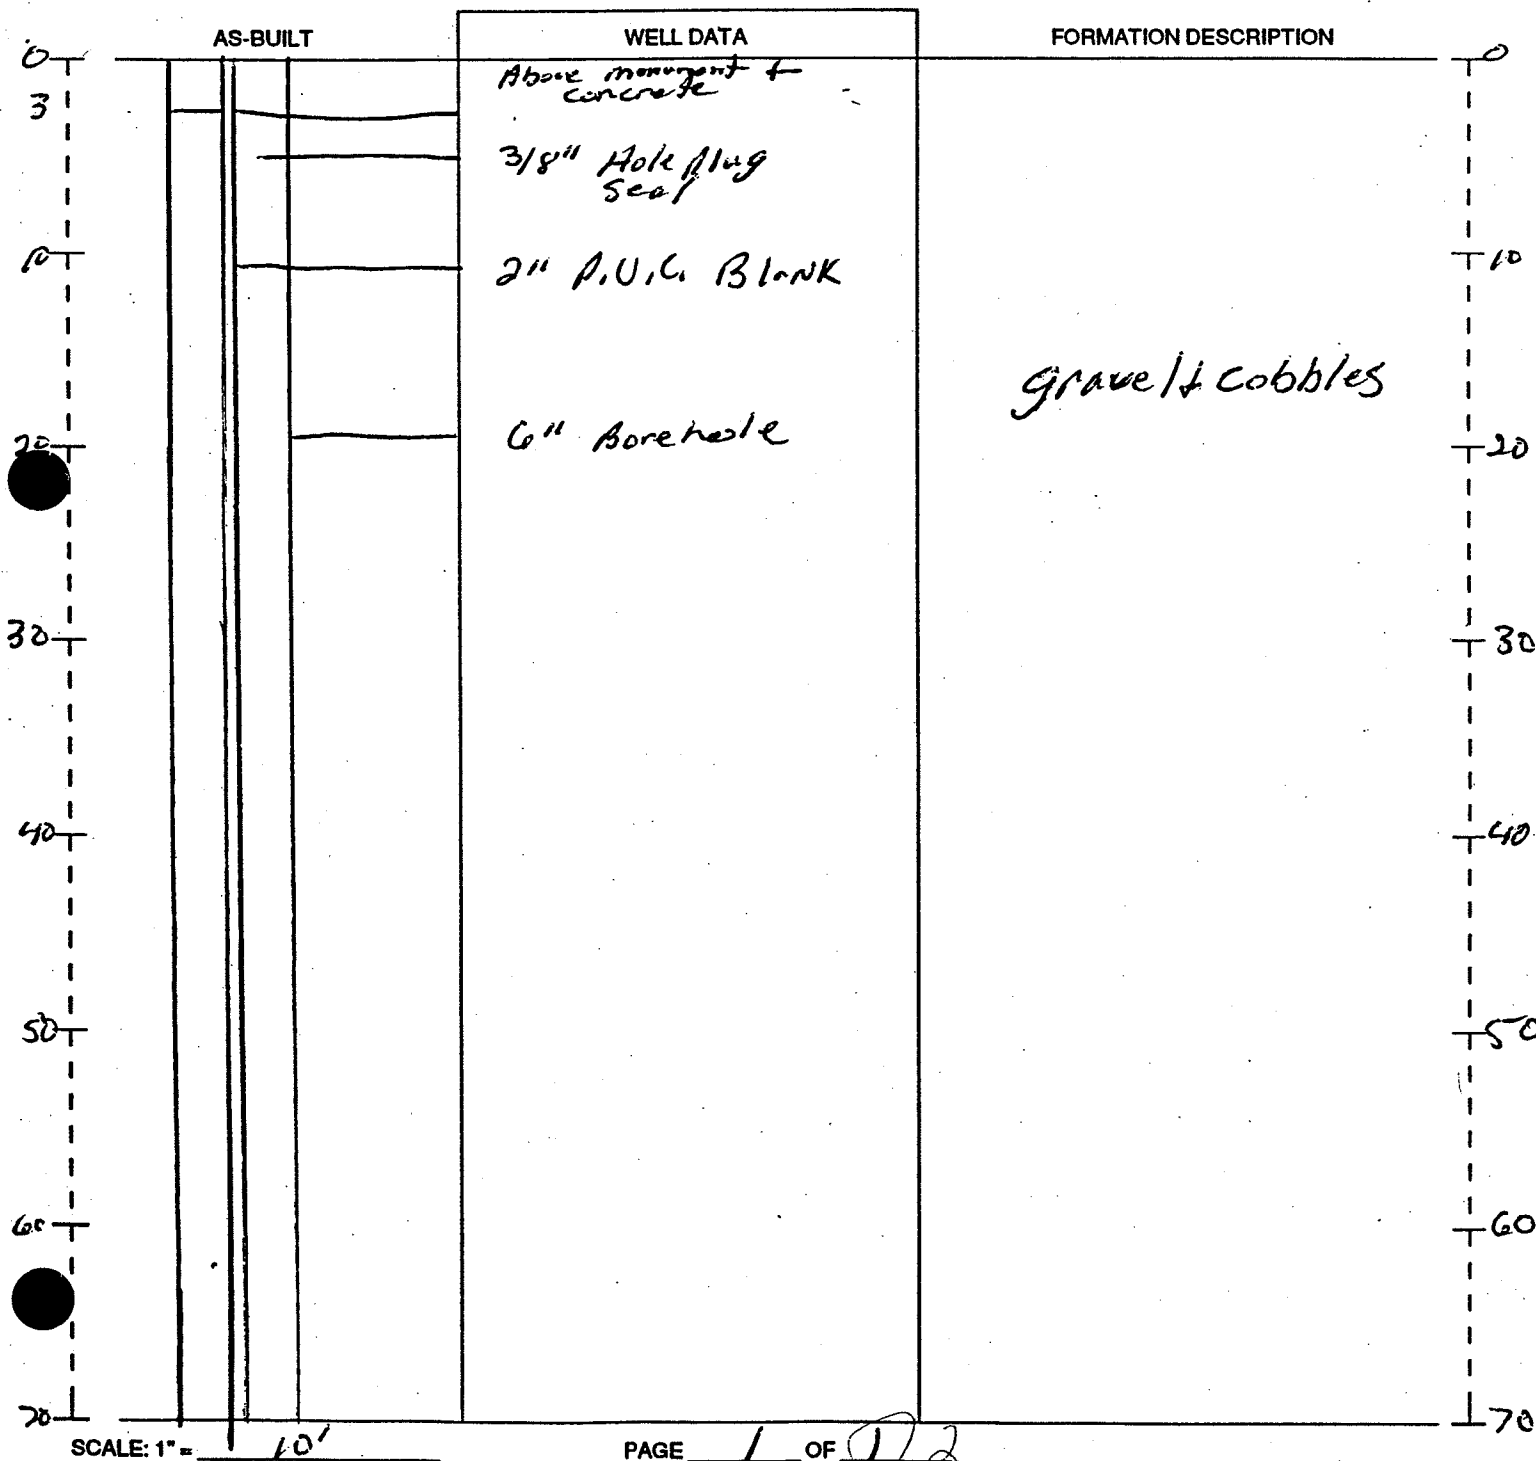 AS-BUILT WELL DATA FORMATION DESCRIPTION
0 0
Above monument &
concrete
3
3/8" Hole plug
Seal
10 2" P.V.C. Blank 10
gravel & cobbles
6" Borehole
20 20
30 30
40 40
50 50
60 60
70 70
SCALE: 1" = 10' PAGE 1 OF 2